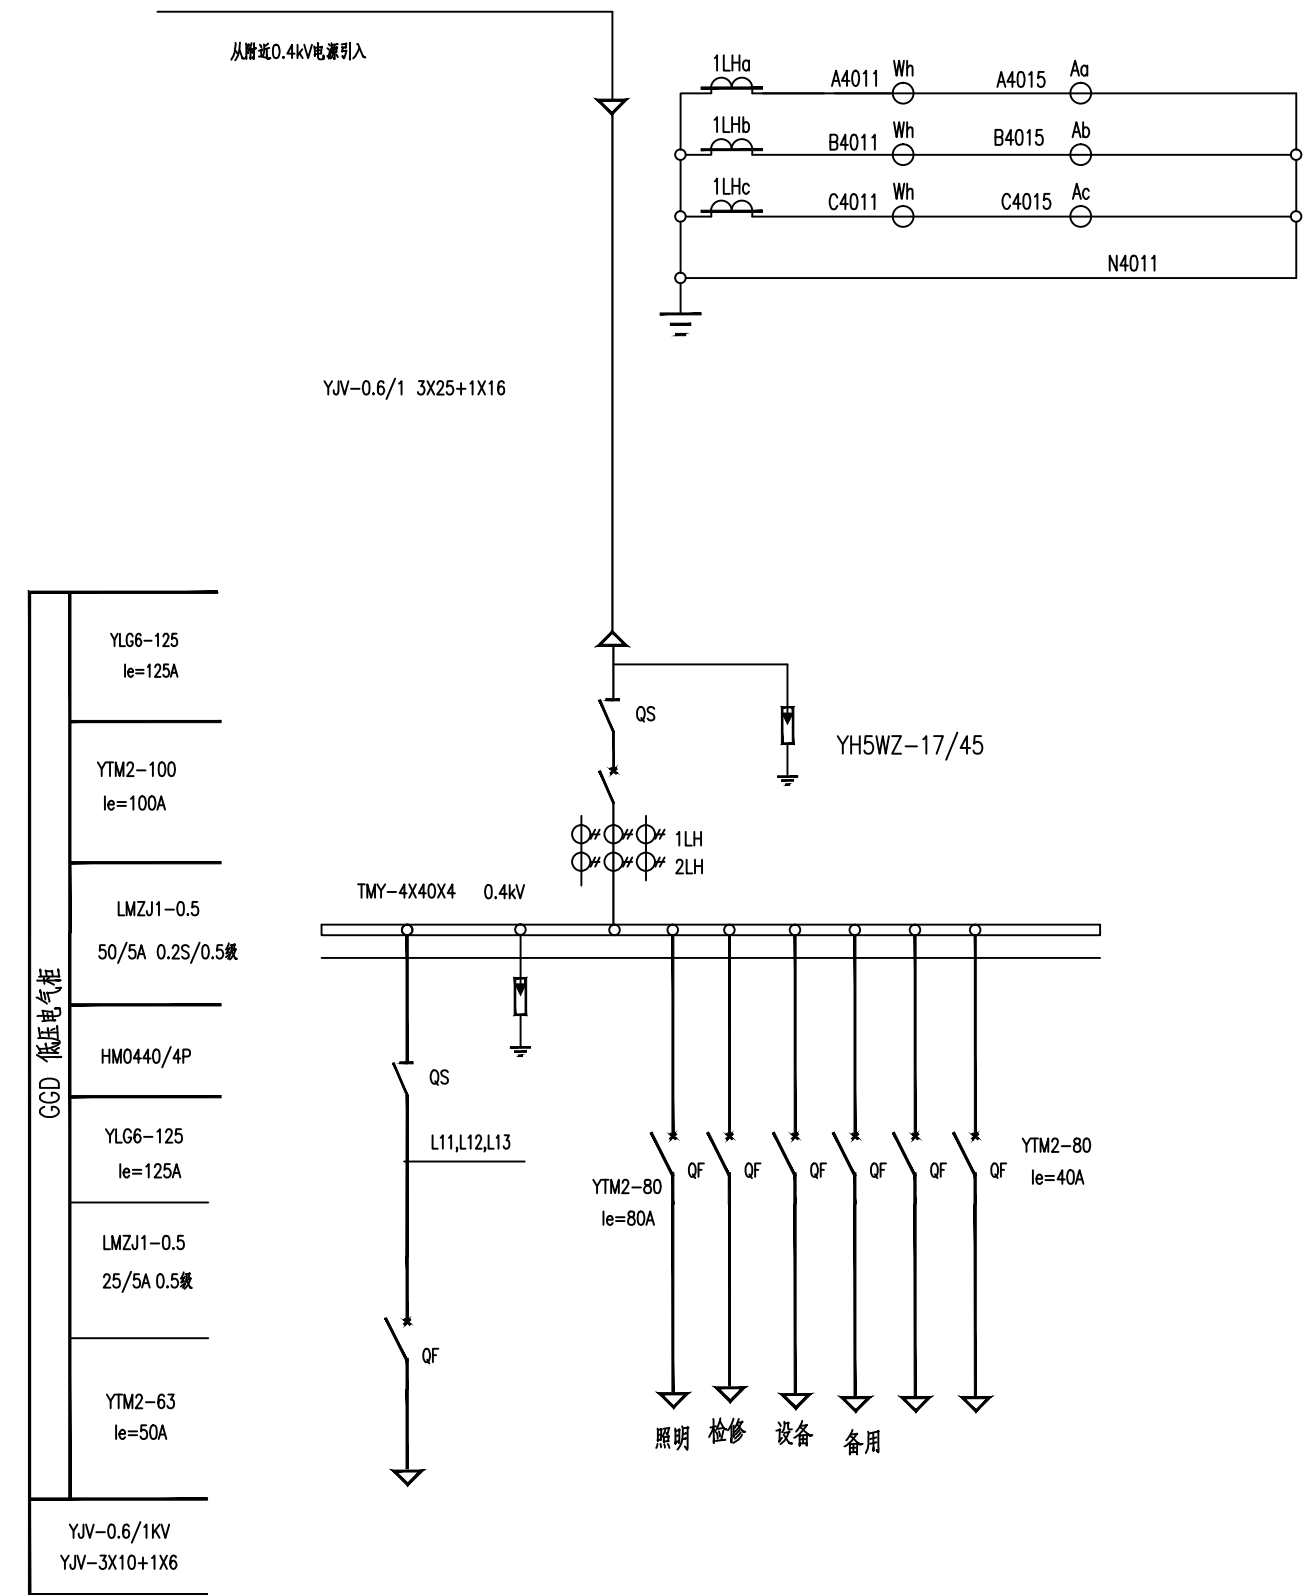 从附近0.4kV电源引入
1LHa
A4011
Wh
A4015
Aa
1LHb
B4011
Wh
B4015
Ab
1LHc
C4011
Wh
C4015
Ac
N4011
YJV-0.6/1 3X25+1X16
QS
YH5WZ-17/45
1LH
2LH
TMY-4X40X4 0.4kV
QS
L11,L12,L13
QF
YTM2-80
Ie=80A
QF
QF
QF
QF
QF
QF
YTM2-80
Ie=40A
照明
检修
设备
备用
GGD 低压电气柜
YLG6-125
Ie=125A
YTM2-100
Ie=100A
LMZJ1-0.5
50/5A 0.2S/0.5级
HM0440/4P
YLG6-125
Ie=125A
LMZJ1-0.5
25/5A 0.5级
YTM2-63
Ie=50A
YJV-0.6/1KV
YJV-3X10+1X6